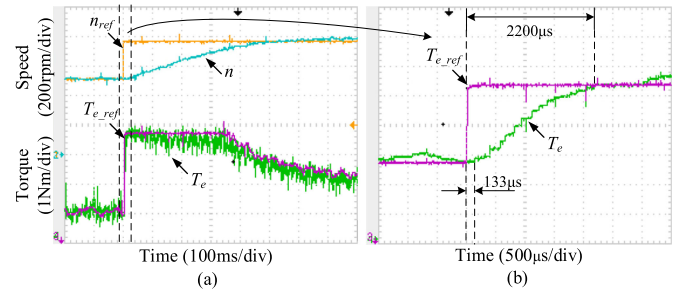 Speed
(200rpm/div)
Torque
(1Nm/div)
n_ref
n
T_e_ref
T_e
2
Time (100ms/div)
(a)
2200μs
T_e_ref
T_e
133μs
Time (500μs/div)
(b)